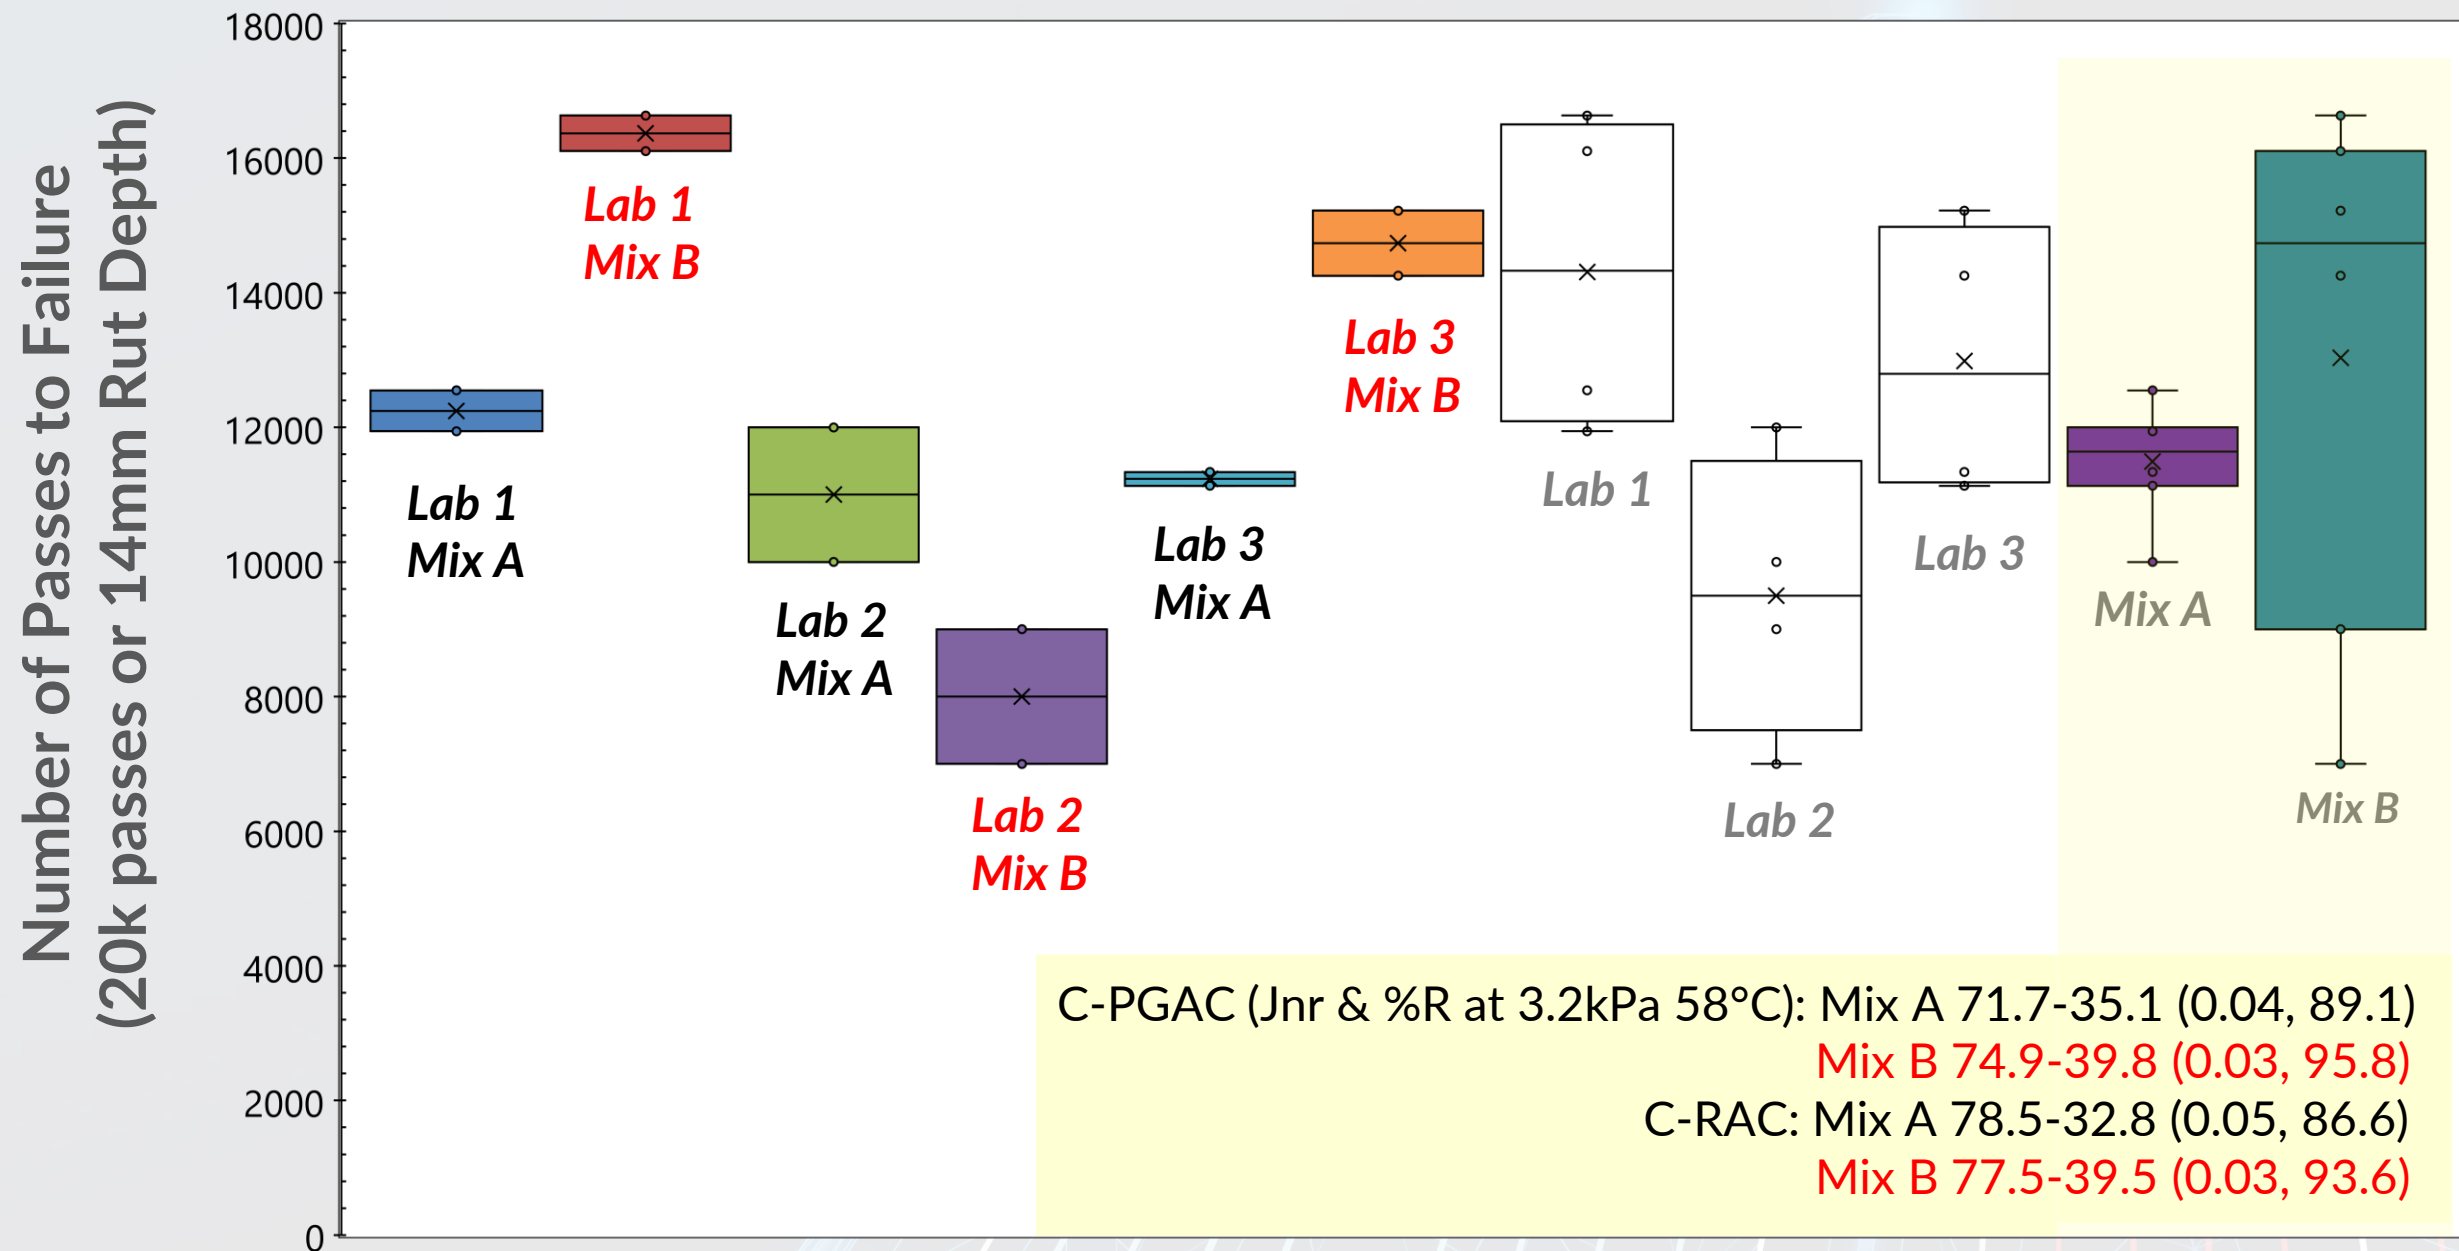 Number of Passes to Failure
(20k passes or 14mm Rut Depth)
18000
16000
14000
12000
10000
8000
6000
4000
2000
0
Lab 1
Mix A
Lab 1
Mix B
Lab 2
Mix A
Lab 2
Mix B
Lab 3
Mix A
Lab 3
Mix B
Lab 1
Lab 2
Lab 3
Mix A
Mix B
C-PGAC (Jnr & %R at 3.2kPa 58°C): Mix A 71.7-35.1 (0.04, 89.1)
Mix B 74.9-39.8 (0.03, 95.8)
C-RAC: Mix A 78.5-32.8 (0.05, 86.6)
Mix B 77.5-39.5 (0.03, 93.6)